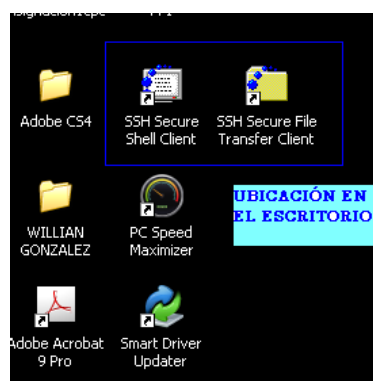 Adobe CS4
SSH Secure
Shell Client
SSH Secure File
Transfer Client
WILLIAN
GONZALEZ
PC Speed
Maximizer
UBICACIÓN EN
EL ESCRITORIO
Adobe Acrobat
9 Pro
Smart Driver
Updater